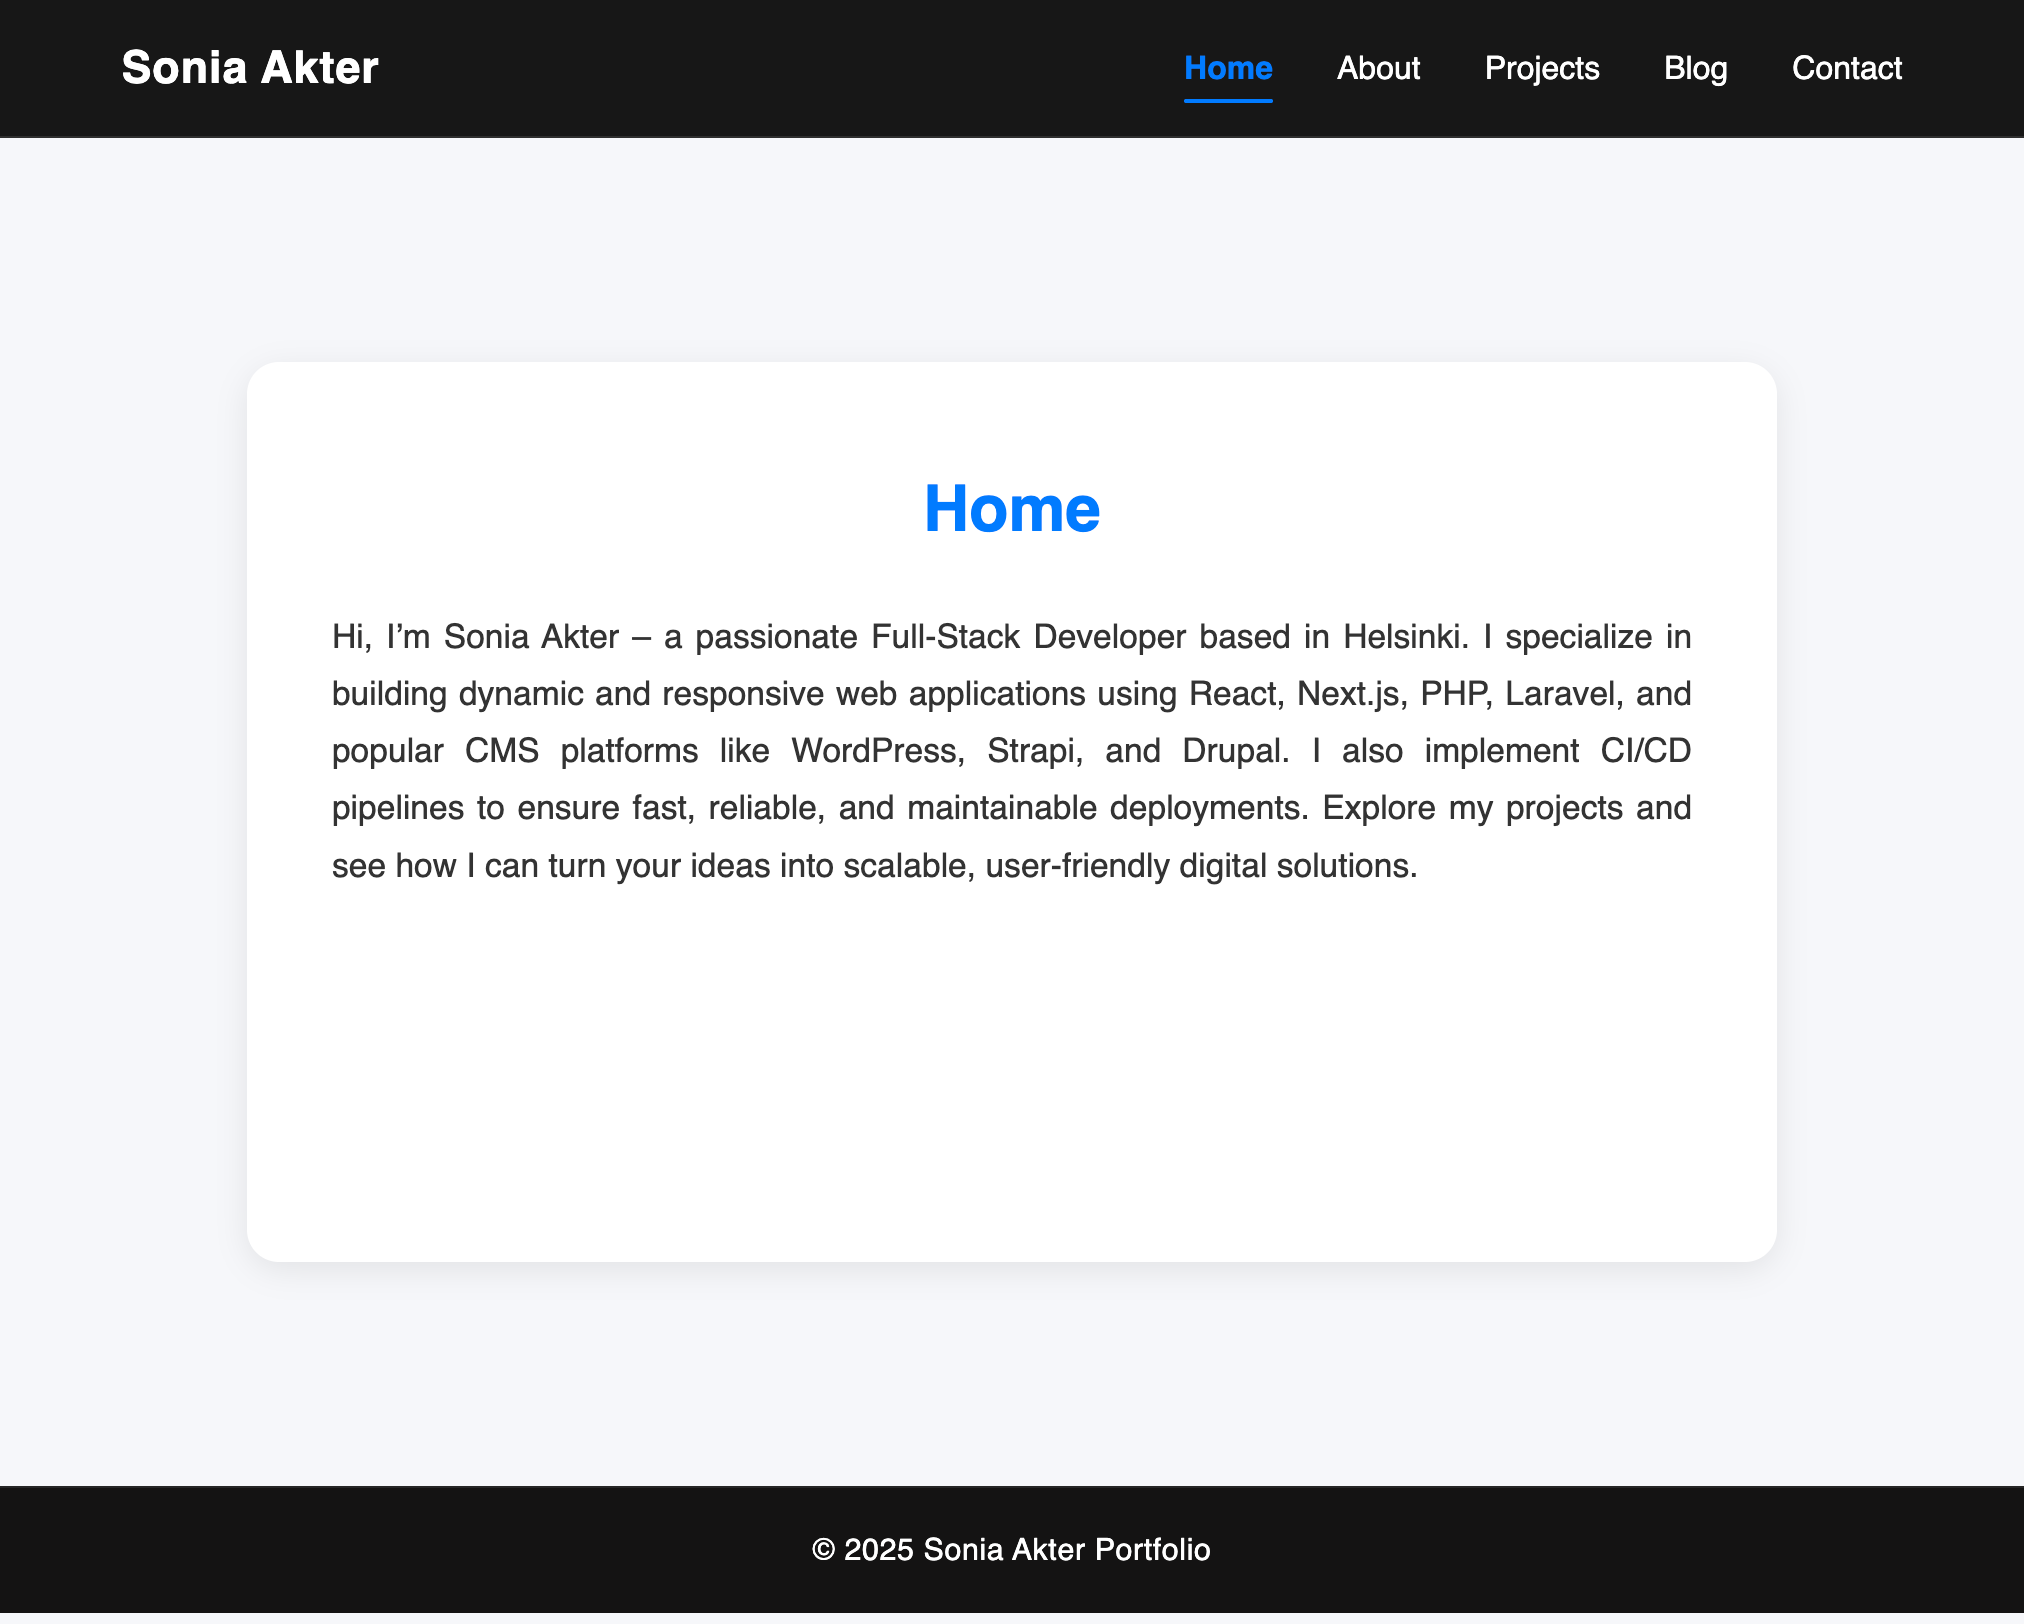 Sonia Akter
Home About Projects Blog Contact
Home
Hi, I’m Sonia Akter – a passionate Full-Stack Developer based in Helsinki. I specialize in
building dynamic and responsive web applications using React, Next.js, PHP, Laravel, and
popular CMS platforms like WordPress, Strapi, and Drupal. I also implement CI/CD
pipelines to ensure fast, reliable, and maintainable deployments. Explore my projects and
see how I can turn your ideas into scalable, user-friendly digital solutions.
© 2025 Sonia Akter Portfolio